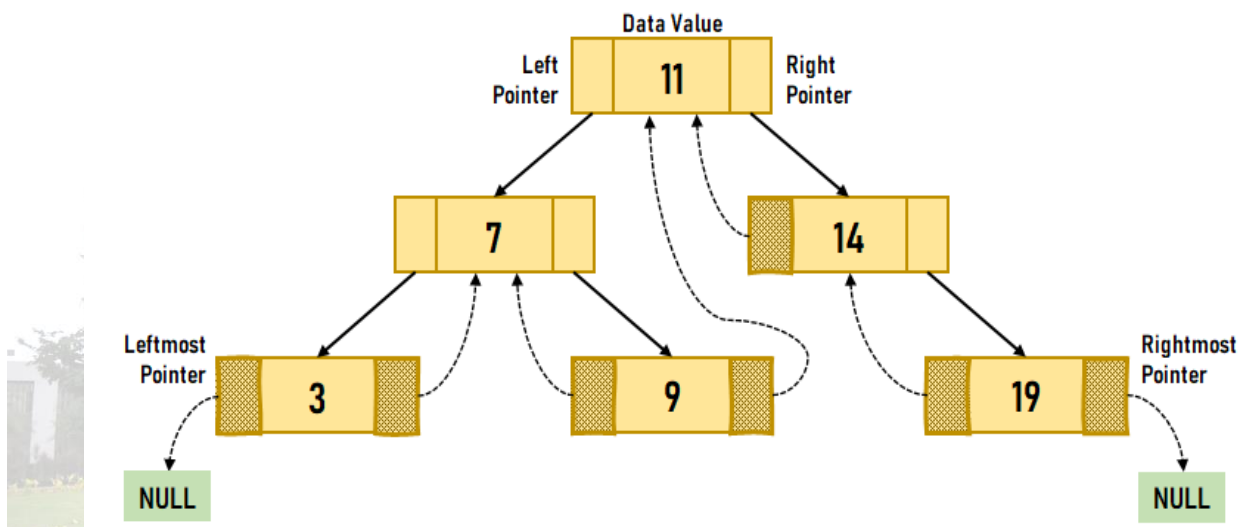 Data Value
Left
Pointer
11
Right
Pointer
7
14
Leftmost
Pointer
3
9
19
Rightmost
Pointer
NULL
NULL